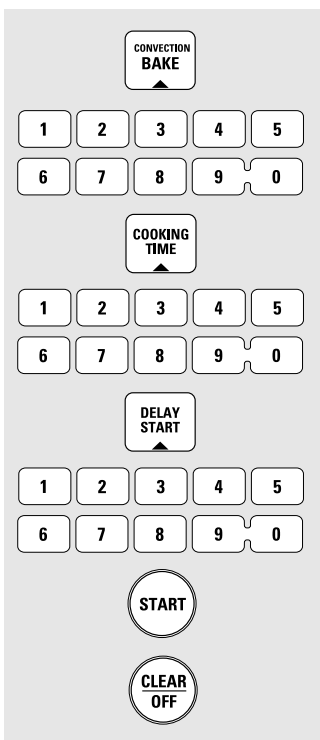 CONVECTION
BAKE
1 2 3 4 5
6 7 8 9 0
COOKING
TIME
1 2 3 4 5
6 7 8 9 0
DELAY
START
1 2 3 4 5
6 7 8 9 0
START
CLEAR
OFF